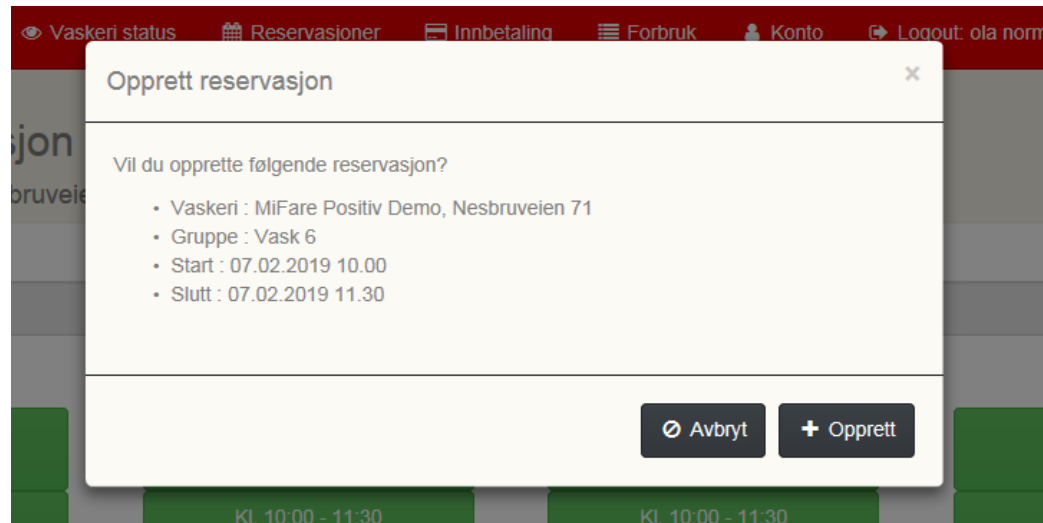 Vaskeri status Reservasjoner Innbetaling Forbruk Konto Logout: ola norm
Opprett reservasjon ×
sjon
Vil du opprette følgende reservasjon?
bruveie
• Vaskeri : MiFare Positiv Demo, Nesbruveien 71
• Gruppe : Vask 6
• Start : 07.02.2019 10.00
• Slutt : 07.02.2019 11.30
Avbryt + Opprett
Kl. 10:00 - 11:30 Kl. 10:00 - 11:30